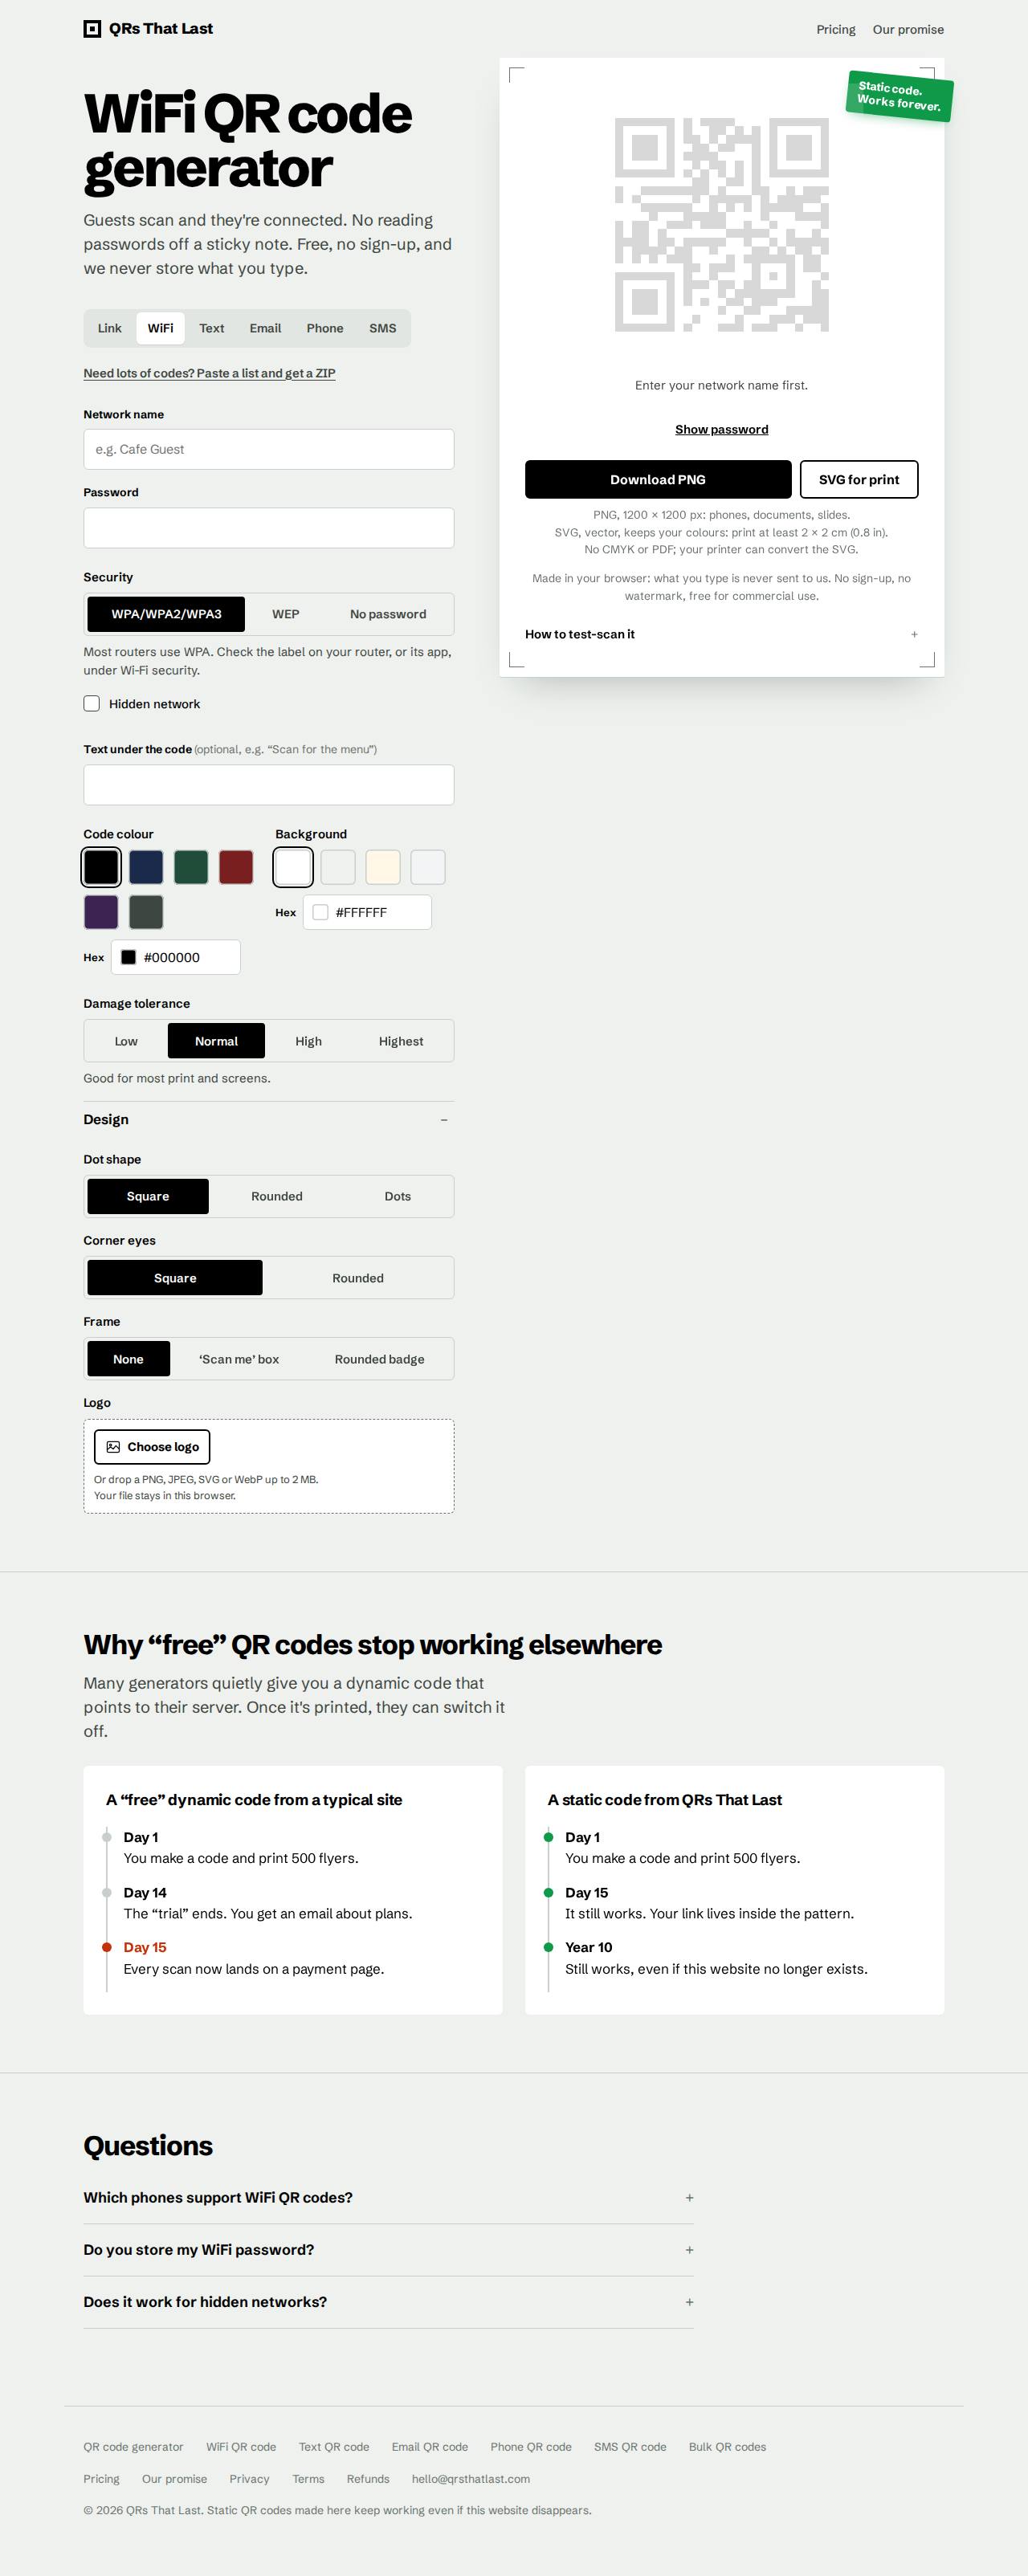 QRs That Last
Pricing
Our promise
WiFi QR code
generator
Guests scan and they're connected. No reading
passwords off a sticky note. Free, no sign-up, and
we never store what you type.
Link
WiFi
Text
Email
Phone
SMS
Need lots of codes? Paste a list and get a ZIP
Network name
e.g. Cafe Guest
Password
Security
WPA/WPA2/WPA3
WEP
No password
Most routers use WPA. Check the label on your router, or its app,
under Wi-Fi security.
Hidden network
Text under the code (optional, e.g. “Scan for the menu”)
Code colour
Background
Hex
#FFFFFF
Hex
#000000
Damage tolerance
Low
Normal
High
Highest
Good for most print and screens.
Design
−
Dot shape
Square
Rounded
Dots
Corner eyes
Square
Rounded
Frame
None
‘Scan me’ box
Rounded badge
Logo
Choose logo
Or drop a PNG, JPEG, SVG or WebP up to 2 MB.
Your file stays in this browser.
Static code.
Works forever.
Enter your network name first.
Show password
Download PNG
SVG for print
PNG, 1200 × 1200 px: phones, documents, slides.
SVG, vector, keeps your colours: print at least 2 × 2 cm (0.8 in).
No CMYK or PDF; your printer can convert the SVG.
Made in your browser: what you type is never sent to us. No sign-up, no
watermark, free for commercial use.
How to test-scan it
+
Why “free” QR codes stop working elsewhere
Many generators quietly give you a dynamic code that
points to their server. Once it's printed, they can switch it
off.
A “free” dynamic code from a typical site
Day 1
You make a code and print 500 flyers.
Day 14
The “trial” ends. You get an email about plans.
Day 15
Every scan now lands on a payment page.
A static code from QRs That Last
Day 1
You make a code and print 500 flyers.
Day 15
It still works. Your link lives inside the pattern.
Year 10
Still works, even if this website no longer exists.
Questions
Which phones support WiFi QR codes?
+
Do you store my WiFi password?
+
Does it work for hidden networks?
+
QR code generator
WiFi QR code
Text QR code
Email QR code
Phone QR code
SMS QR code
Bulk QR codes
Pricing
Our promise
Privacy
Terms
Refunds
hello@qrsthatlast.com
© 2026 QRs That Last. Static QR codes made here keep working even if this website disappears.